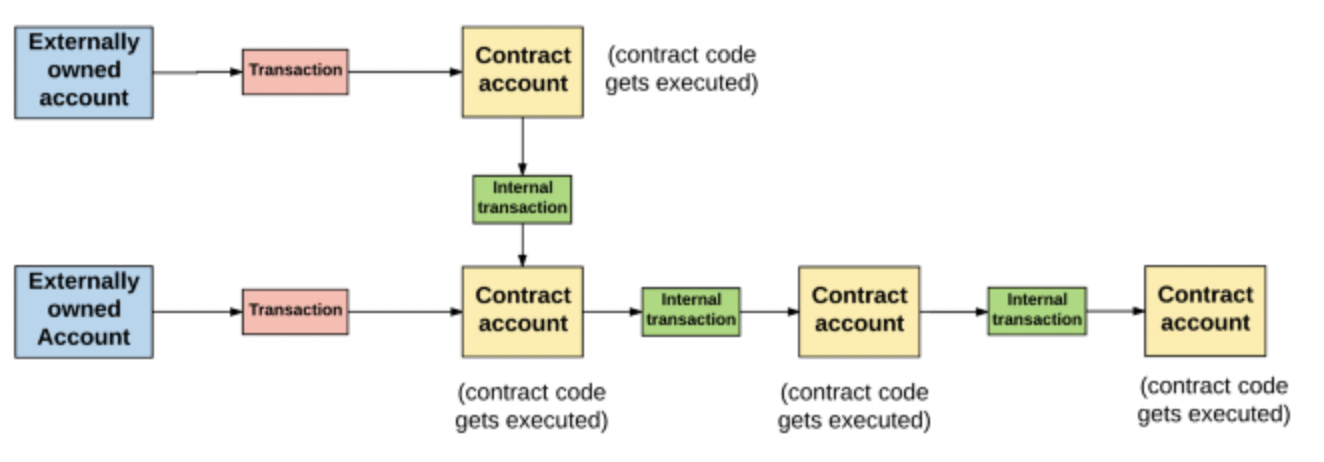 Externally
owned
account
Transaction
Contract
account
(contract code
gets executed)
Internal
transaction
Externally
owned
Account
Transaction
Contract
account
Internal
transaction
Contract
account
Internal
transaction
Contract
account
(contract code
gets executed)
(contract code
gets executed)
(contract code
gets executed)